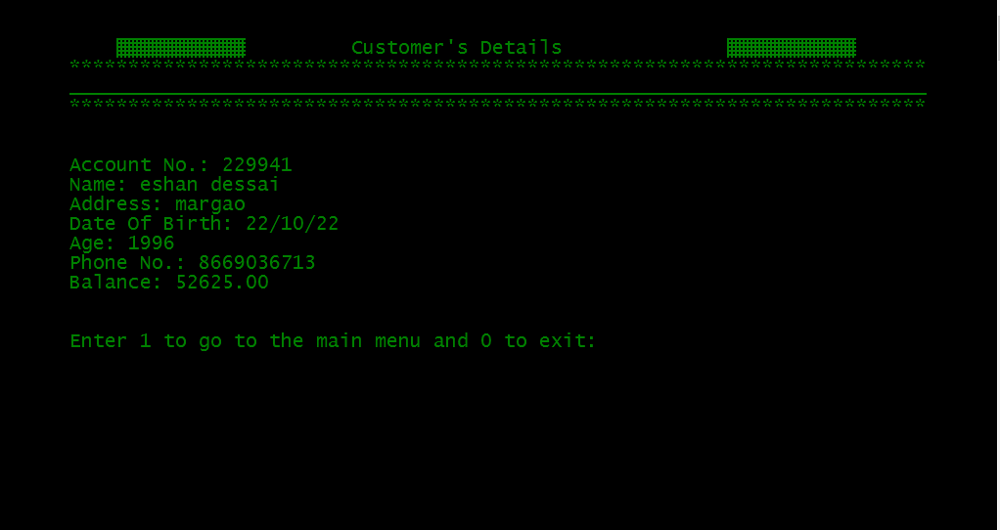 Customer's Details
*************************************************************************
*************************************************************************
Account No.: 229941
Name: eshan dessai
Address: margao
Date Of Birth: 22/10/22
Age: 1996
Phone No.: 8669036713
Balance: 52625.00
Enter 1 to go to the main menu and 0 to exit: